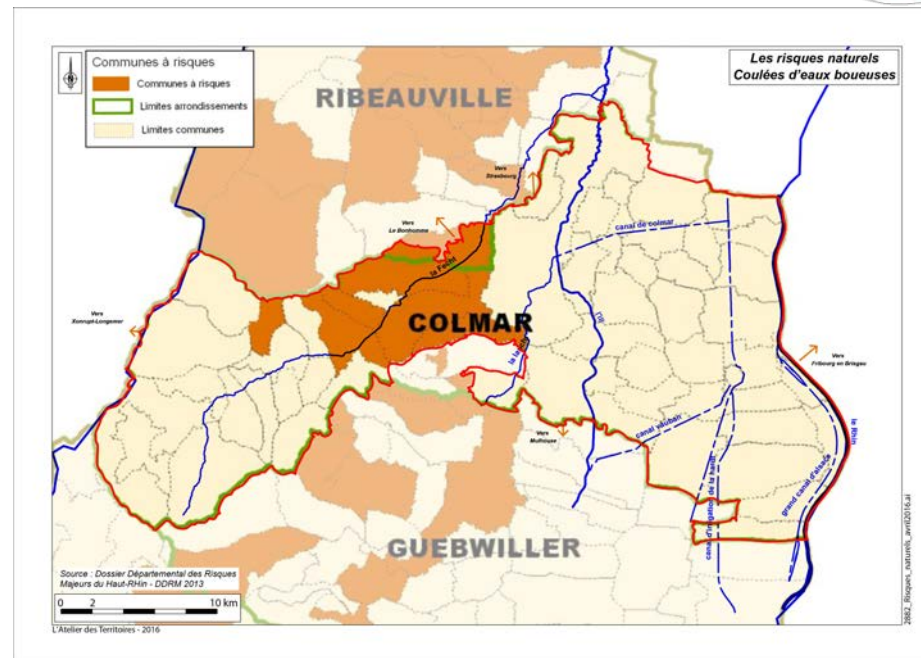 Communes à risques
Communes à risques
Limites arrondissements
Limites communes
Les risques naturels
Coulées d'eaux boueuses
RIBEAUVILLE
Vers
Strasbourg
Vers
Le Bonhomme
canal de colmar
la Fecht
Vers
Xonrupt-Longemer
COLMAR
l'Ill
Vers
Fribourg en Brisgau
le Rhin
canal vauban
Vers
Mulhouse
grand canal d'alsace
canal d'irrigation de la hardt
GUEBWILLER
Source : Dossier Départemental des Risques
Majeurs du Haut-RHin - DDRM 2013
0 2 10 km
L'Atelier des Territoires - 2016
2882_Risques_naturels_avril2016.ai